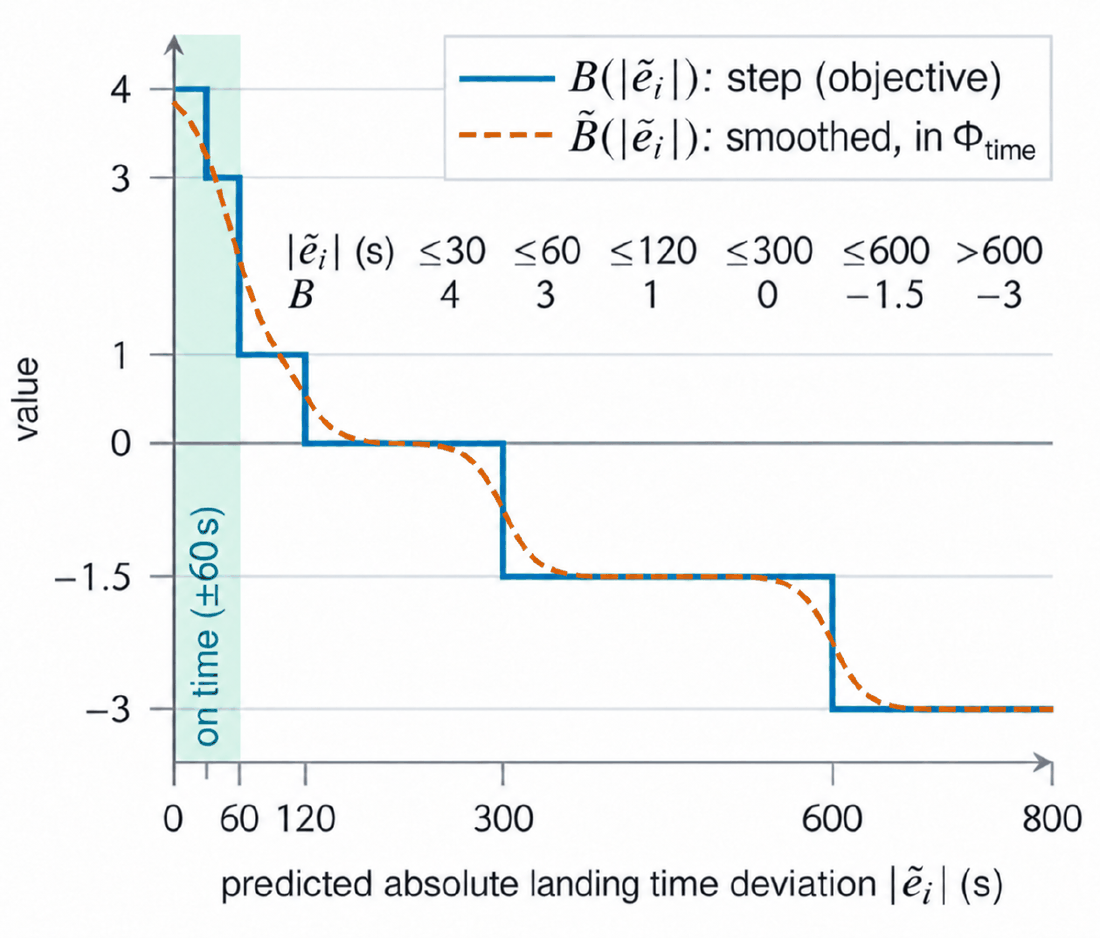 B(|ẽᵢ|): step (objective)
B̃(|ẽᵢ|): smoothed, in Φtime
|ẽᵢ| (s) ≤30 ≤60 ≤120 ≤300 ≤600 >600
B 4 3 1 0 −1.5 −3
value
4
3
1
0
−1.5
−3
on time (±60 s)
0 60 120 300 600 800
predicted absolute landing time deviation |ẽᵢ| (s)